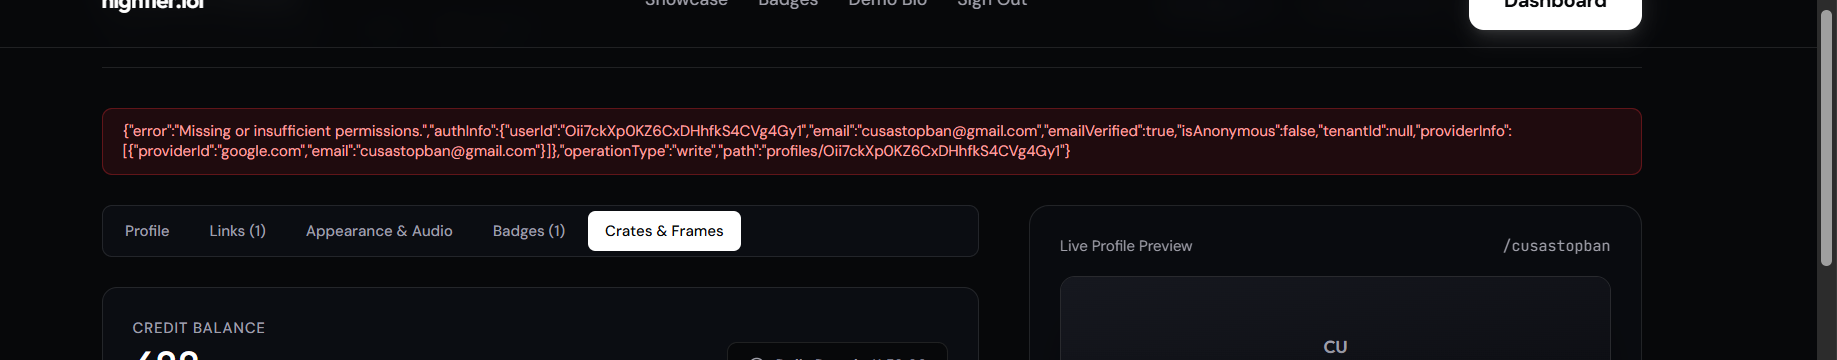 nightfier.lol
Showcase Badges Demo Bio Sign Out
Dashboard
{"error":"Missing or insufficient permissions.","authInfo":{"userId":"Oii7ckXp0KZ6CxDHhfkS4CVg4Gy1","email":"cusastopban@gmail.com","emailVerified":true,"isAnonymous":false,"tenantId":null,"providerInfo":
[{"providerId":"google.com","email":"cusastopban@gmail.com"}]},"operationType":"write","path":"profiles/Oii7ckXp0KZ6CxDHhfkS4CVg4Gy1"}
Profile Links (1) Appearance & Audio Badges (1) Crates & Frames
Live Profile Preview /cusastopban
CREDIT BALANCE
CU